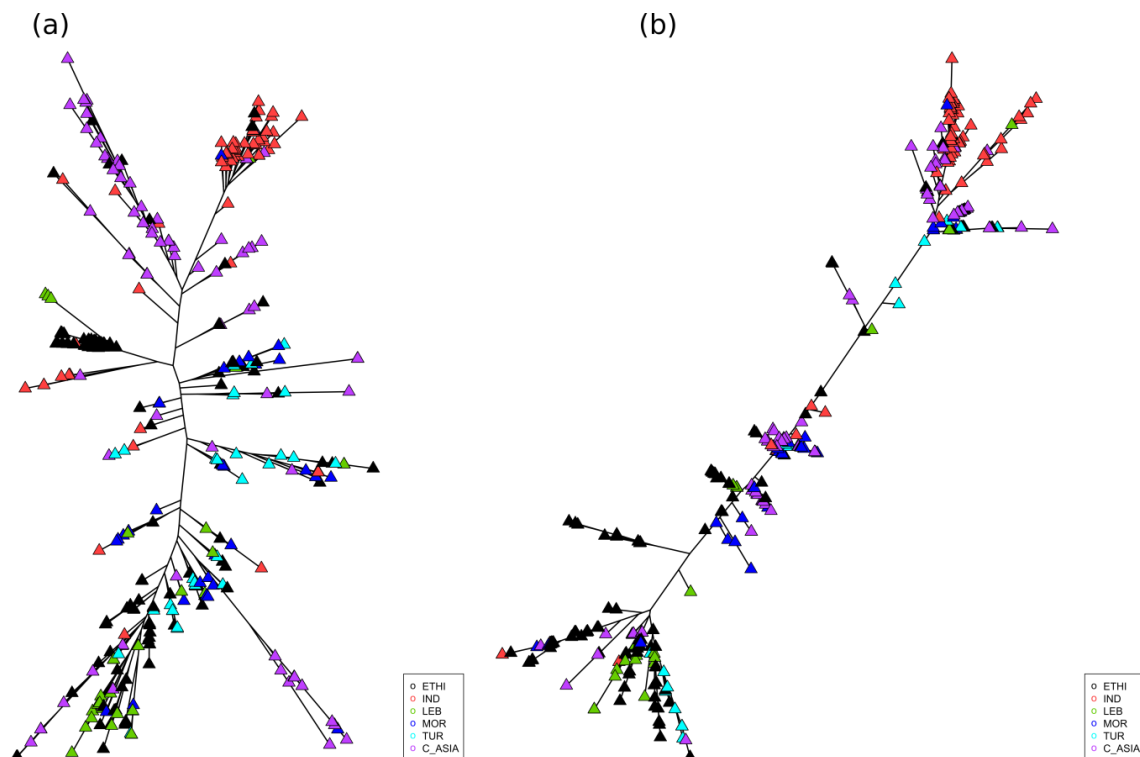 (a)
(b)
ETHI
IND
LEB
MOR
TUR
C_ASIA
ETHI
IND
LEB
MOR
TUR
C_ASIA